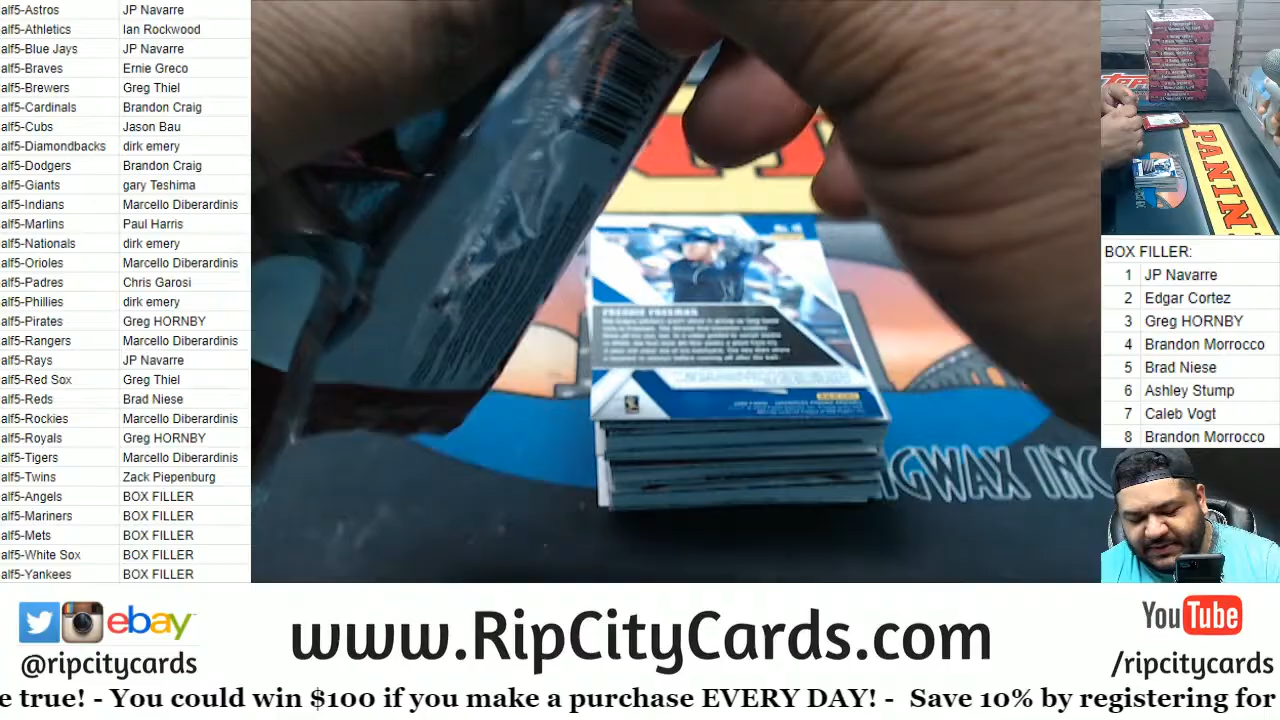 alf5-Astros JP Navarre
alf5-Athletics Ian Rockwood
alf5-Blue Jays JP Navarre
alf5-Braves Ernie Greco
alf5-Brewers Greg Thiel
alf5-Cardinals Brandon Craig
alf5-Cubs Jason Bau
alf5-Diamondbacks dirk emery
alf5-Dodgers Brandon Craig
alf5-Giants gary Teshima
alf5-Indians Marcello Diberardinis
alf5-Marlins Paul Harris
alf5-Nationals dirk emery
alf5-Orioles Marcello Diberardinis
alf5-Padres Chris Garosi
alf5-Phillies dirk emery
alf5-Pirates Greg HORNBY
alf5-Rangers Marcello Diberardinis
alf5-Rays JP Navarre
alf5-Red Sox Greg Thiel
alf5-Reds Brad Niese
alf5-Rockies Marcello Diberardinis
alf5-Royals Greg HORNBY
alf5-Tigers Marcello Diberardinis
alf5-Twins Zack Piepenburg
alf5-Angels BOX FILLER
alf5-Mariners BOX FILLER
alf5-Mets BOX FILLER
alf5-White Sox BOX FILLER
alf5-Yankees BOX FILLER
FREDDIE FREEMAN
GWAX INC
PANINI
BOX FILLER:
1 JP Navarre
2 Edgar Cortez
3 Greg HORNBY
4 Brandon Morrocco
5 Brad Niese
6 Ashley Stump
7 Caleb Vogt
8 Brandon Morrocco
ebay
@ripcitycards
www.RipCityCards.com
YouTube
/ripcitycards
e true! - You could win $100 if you make a purchase EVERY DAY! - Save 10% by registering for